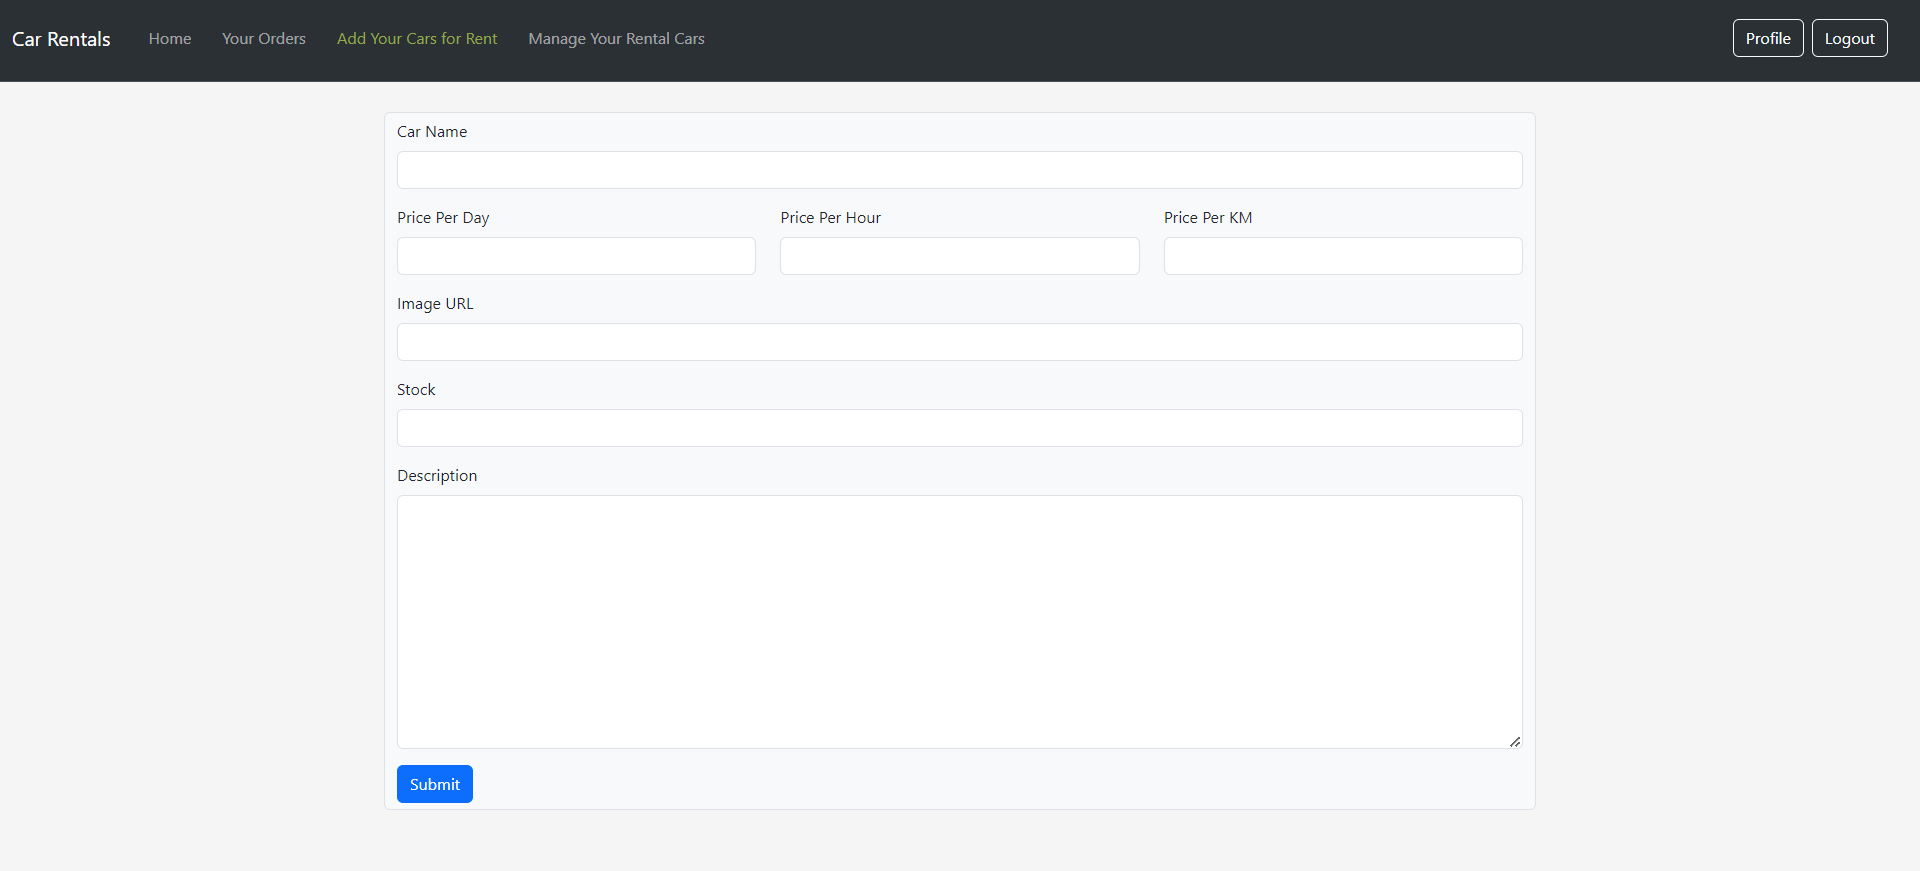 Car Rentals Home Your Orders Add Your Cars for Rent Manage Your Rental Cars Profile Logout
Car Name
Price Per Day Price Per Hour Price Per KM
Image URL
Stock
Description
Submit